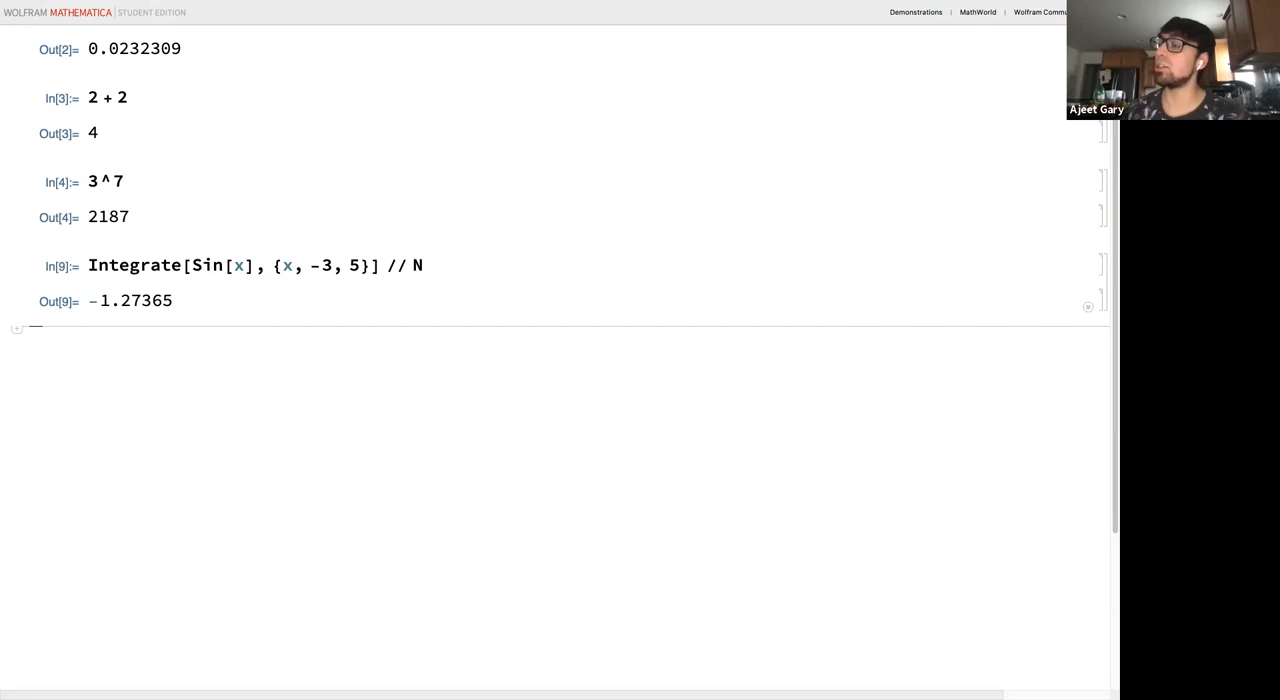 WOLFRAM MATHEMATICA | STUDENT EDITION
Demonstrations | MathWorld | Wolfram Commu
Ajeet Gary
Out[2]= 0.0232309
In[3]:= 2 + 2
Out[3]= 4
In[4]:= 3^7
Out[4]= 2187
In[9]:= Integrate[Sin[x], {x, -3, 5}] // N
Out[9]= -1.27365